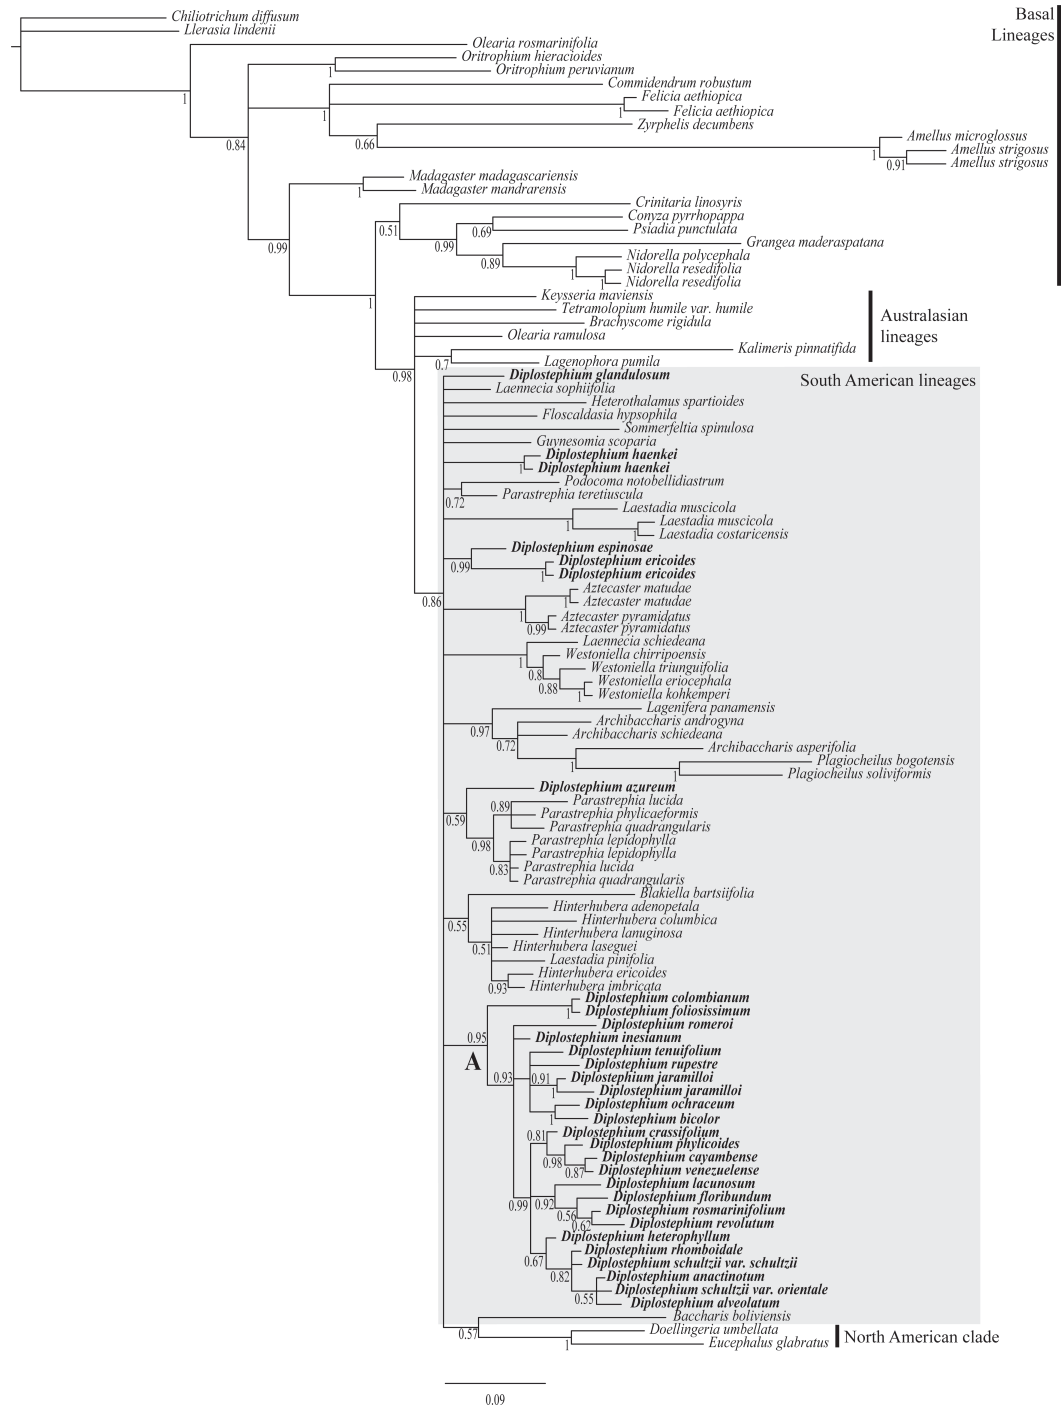 Chiliotrichum diffusum
Llerasia lindenii
Basal
Lineages
Olearia rosmarinifolia
Oritrophium hieracioides
1
Oritrophium peruvianum
Commidendrum robustum
1
Felicia aethiopica
1
1
Felicia aethiopica
0.84
0.66
Zyrphelis decumbens
Amellus microglossus
1
Amellus strigosus
0.91
Amellus strigosus
Madagaster madagascariensis
1
Madagaster mandrarensis
Crinitaria linosyris
0.51
Conyza pyrrhopappa
0.99
0.99
0.69
Psiadia punctulata
Grangea maderaspatana
0.89
Nidorella polycephala
1
Nidorella resedifolia
1
Nidorella resedifolia
1
Keysseria maviensis
Tetramolopium humile var. humile
Brachyscome rigidula
Australasian
lineages
Olearia ramulosa
Kalimeris pinnatifida
0.7
Lagenophora pumila
0.98
Diplostephium glandulosum
South American lineages
Laennecia sophiifolia
Heterothalamus spartioides
Floscaldasia hypsophila
Sommerfeltia spinulosa
Guynesomia scoparia
Diplostephium haenkei
1
Diplostephium haenkei
Podocoma notobellidiastrum
0.72
Parastrephia teretiuscula
Laestadia muscicola
1
Laestadia muscicola
1
Laestadia costaricensis
Diplostephium espinosae
0.99
Diplostephium ericoides
1
Diplostephium ericoides
0.86
Aztecaster matudae
1
Aztecaster matudae
1
Aztecaster pyramidatus
0.99
Aztecaster pyramidatus
Laennecia schiedeana
1
Westoniella chirripoensis
0.8
Westoniella triunguifolia
0.88
Westoniella eriocephala
1
Westoniella kohkemperi
Lagenifera panamensis
0.97
Archibaccharis androgyna
0.72
Archibaccharis schiedeana
Archibaccharis asperifolia
1
Plagiocheilus bogotensis
1
Plagiocheilus soliviformis
Diplostephium azureum
0.59
0.89
Parastrephia lucida
Parastrephia phylicaeformis
Parastrephia quadrangularis
0.98
Parastrephia lepidophylla
Parastrephia lepidophylla
0.83
Parastrephia lucida
Parastrephia quadrangularis
Blakiella bartsiifolia
0.55
Hinterhubera adenopetala
Hinterhubera columbica
0.51
Hinterhubera lanuginosa
Hinterhubera laseguei
Laestadia pinifolia
Hinterhubera ericoides
0.93
Hinterhubera imbricata
Diplostephium colombianum
1
Diplostephium foliosissimum
0.95
A
Diplostephium romeroi
Diplostephium inesianum
0.93
Diplostephium tenuifolium
Diplostephium rupestre
0.91
Diplostephium jaramilloi
1
Diplostephium jaramilloi
Diplostephium ochraceum
1
Diplostephium bicolor
0.81
Diplostephium crassifolium
Diplostephium phylicoides
0.98
Diplostephium cayambense
0.87
Diplostephium venezuelense
0.99
0.92
Diplostephium lacunosum
0.56
Diplostephium floribundum
Diplostephium rosmarinifolium
0.62
Diplostephium revolutum
Diplostephium heterophyllum
0.67
Diplostephium rhomboidale
0.82
Diplostephium schultzii var. schultzii
Diplostephium anactinotum
0.55
Diplostephium schultzii var. orientale
Diplostephium alveolatum
Baccharis boliviensis
0.57
Doellingeria umbellata
1
Eucephalus glabratus
North American clade
0.09